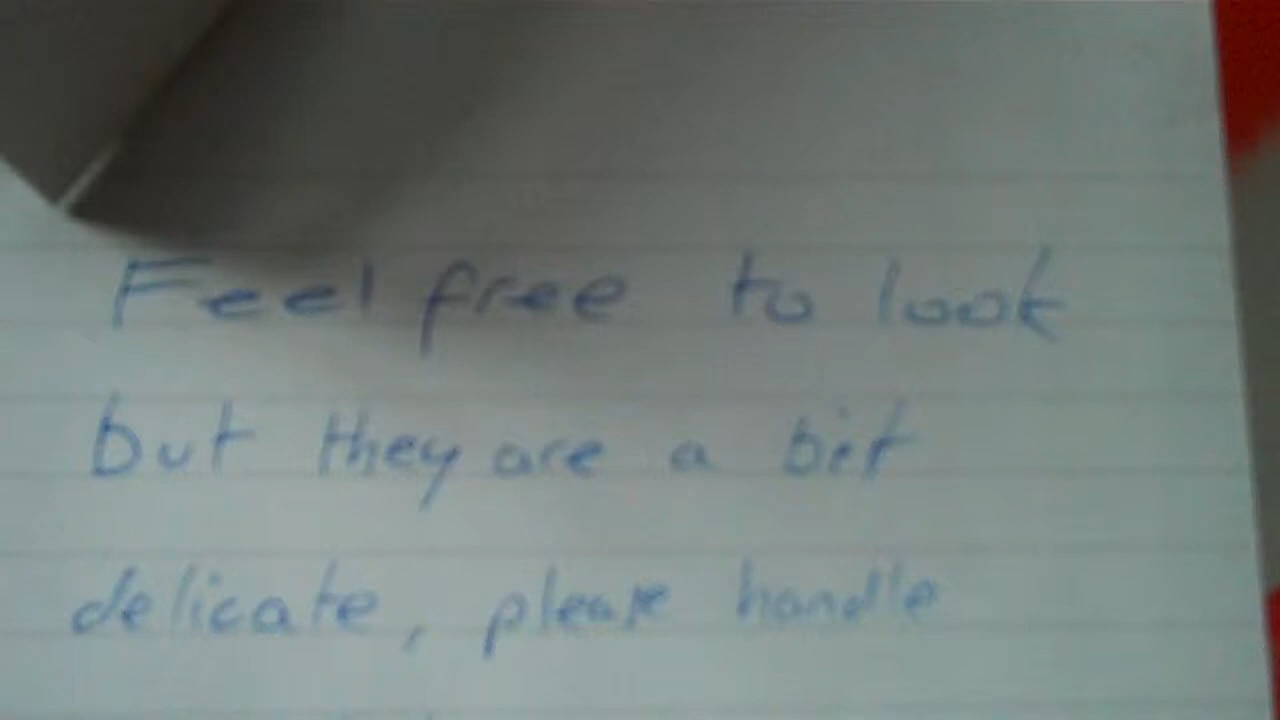 Feel free to look
but they are a bit
delicate, please handle